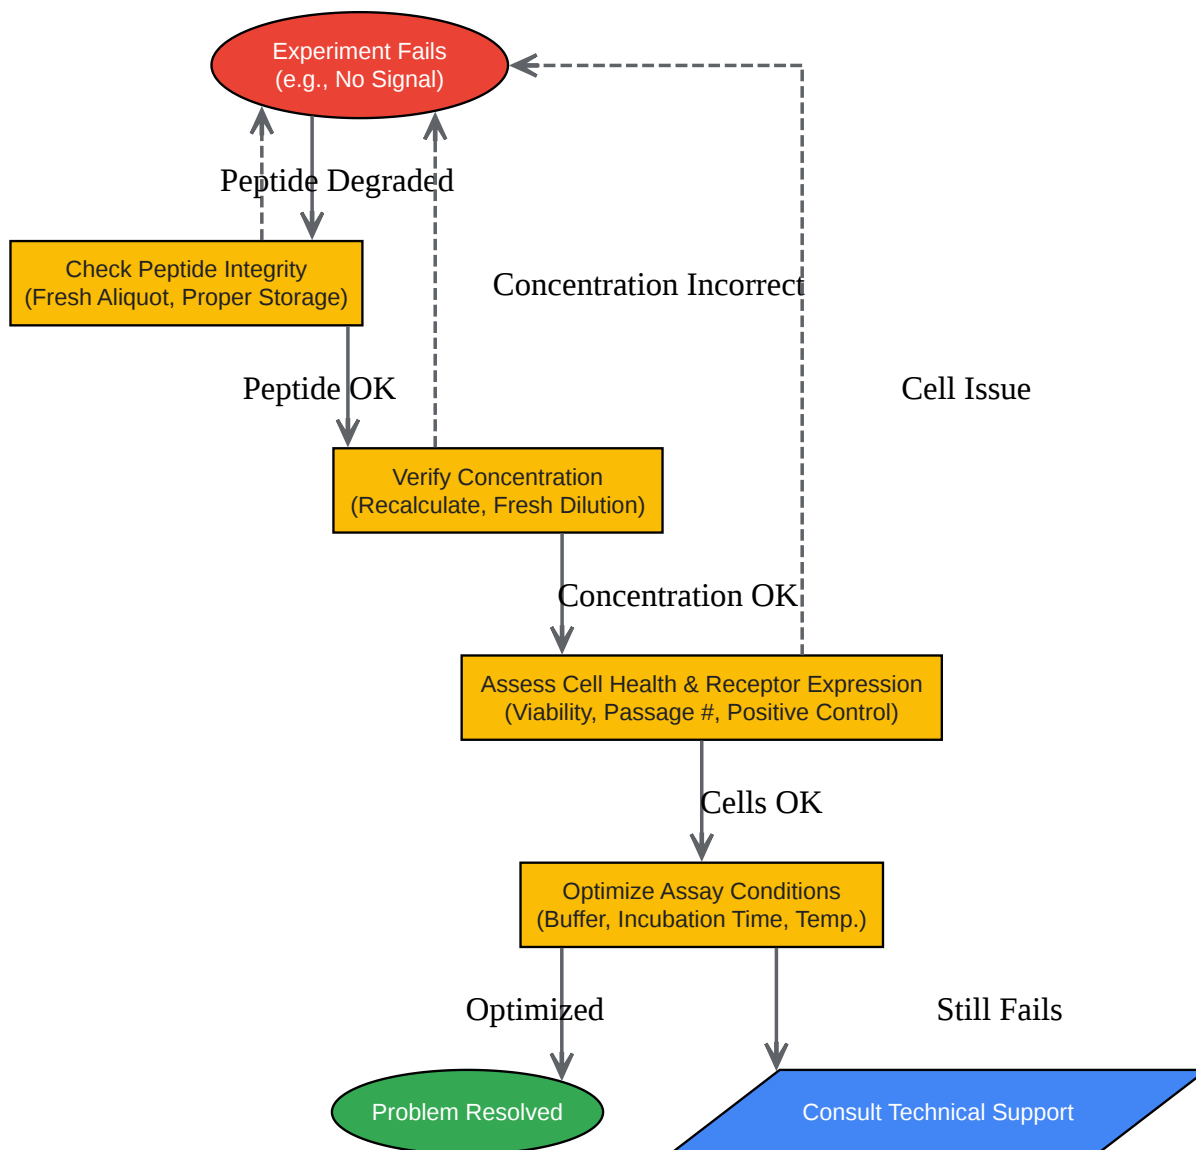 Experiment Fails
(e.g., No Signal)
Peptide Degraded
Check Peptide Integrity
(Fresh Aliquot, Proper Storage)
Concentration Incorrect
Peptide OK
Cell Issue
Verify Concentration
(Recalculate, Fresh Dilution)
Concentration OK
Assess Cell Health & Receptor Expression
(Viability, Passage #, Positive Control)
Cells OK
Optimize Assay Conditions
(Buffer, Incubation Time, Temp.)
Optimized
Still Fails
Problem Resolved
Consult Technical Support